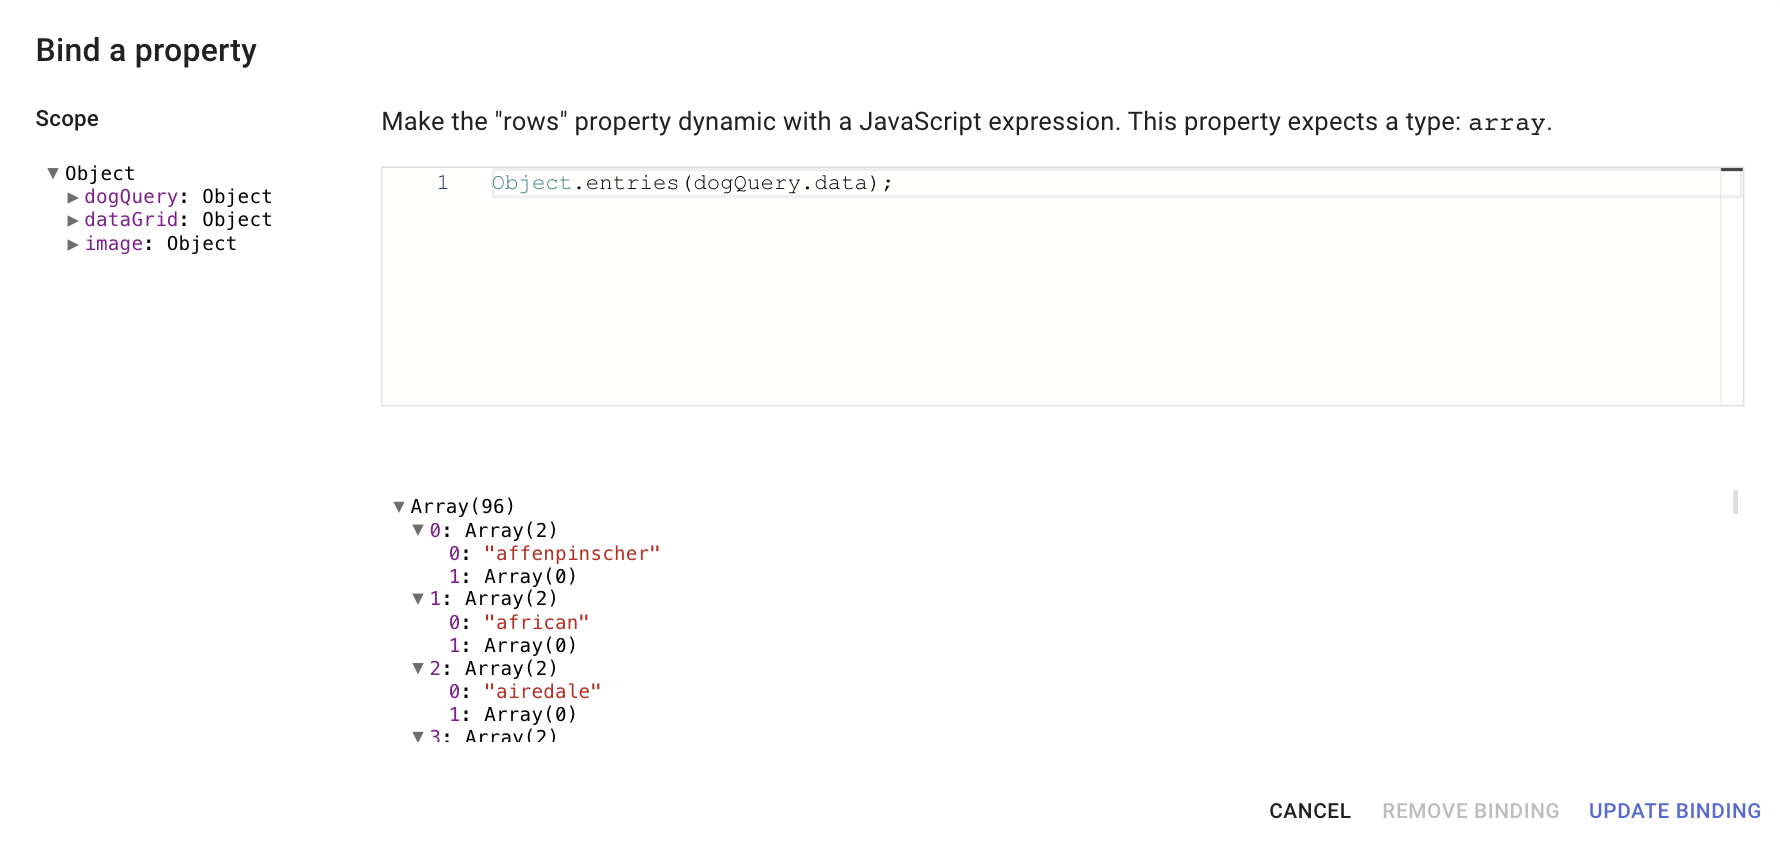 Bind a property
Scope
▼ Object
▶ dogQuery: Object
▶ dataGrid: Object
▶ image: Object
Make the "rows" property dynamic with a JavaScript expression. This property expects a type: array.
1 Object.entries(dogQuery.data);
▼ Array(96)
▼ 0: Array(2)
0: "affenpinscher"
1: Array(0)
▼ 1: Array(2)
0: "african"
1: Array(0)
▼ 2: Array(2)
0: "airedale"
1: Array(0)
▼ 3: Array(2)
CANCEL REMOVE BINDING UPDATE BINDING